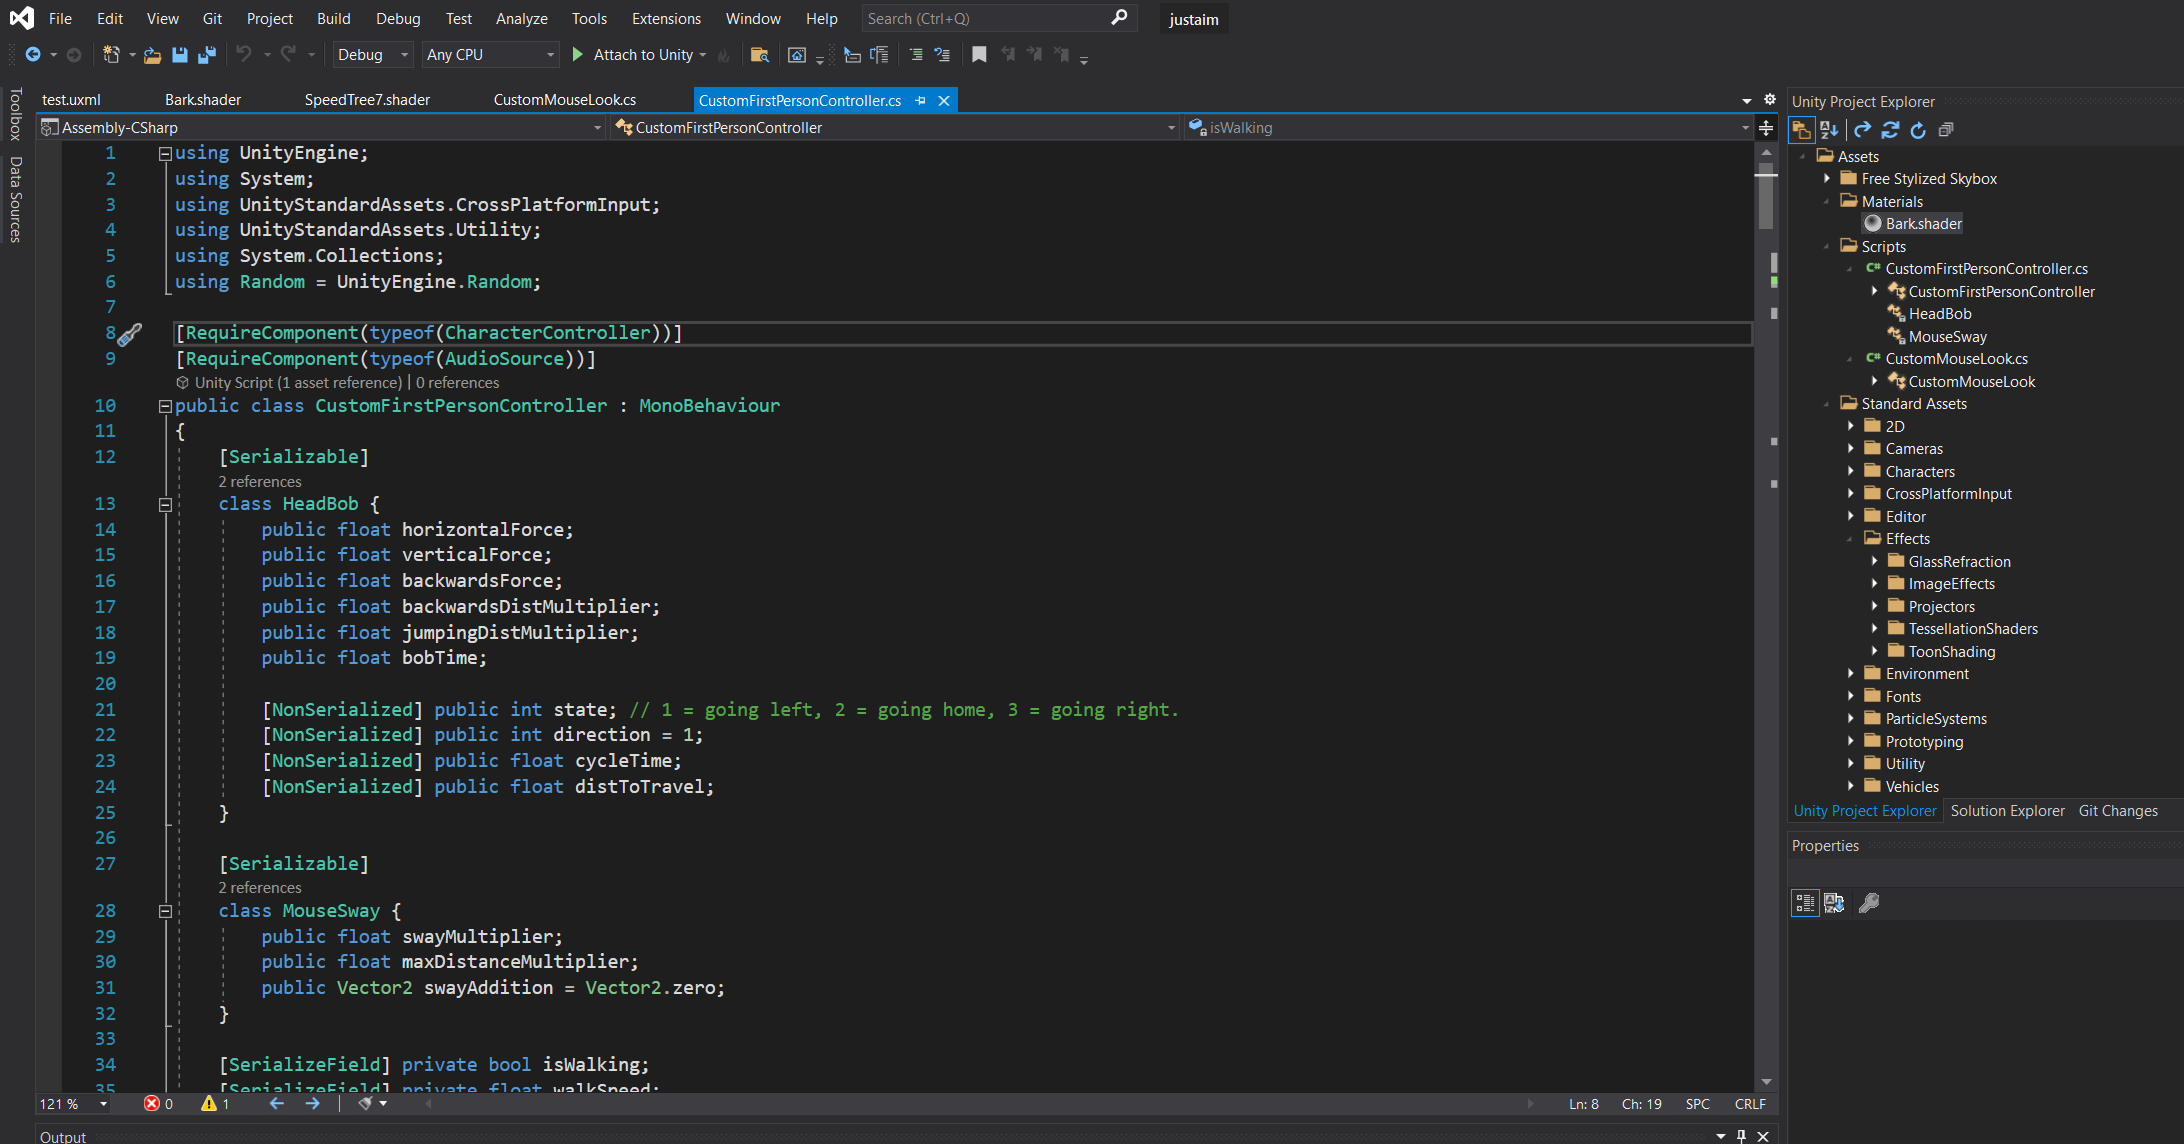 File Edit View Git Project Build Debug Test Analyze Tools Extensions Window Help Search (Ctrl+Q) justaim
Debug Any CPU Attach to Unity
Toolbox
Data Sources
test.uxml Bark.shader SpeedTree7.shader CustomMouseLook.cs CustomFirstPersonController.cs
Assembly-CSharp CustomFirstPersonController isWalking
1 using UnityEngine;
2 using System;
3 using UnityStandardAssets.CrossPlatformInput;
4 using UnityStandardAssets.Utility;
5 using System.Collections;
6 using Random = UnityEngine.Random;
7
8 [RequireComponent(typeof(CharacterController))]
9 [RequireComponent(typeof(AudioSource))]
Unity Script (1 asset reference) | 0 references
10 public class CustomFirstPersonController : MonoBehaviour
11 {
12 [Serializable]
2 references
13 class HeadBob {
14 public float horizontalForce;
15 public float verticalForce;
16 public float backwardsForce;
17 public float backwardsDistMultiplier;
18 public float jumpingDistMultiplier;
19 public float bobTime;
20
21 [NonSerialized] public int state; // 1 = going left, 2 = going home, 3 = going right.
22 [NonSerialized] public int direction = 1;
23 [NonSerialized] public float cycleTime;
24 [NonSerialized] public float distToTravel;
25 }
26
27 [Serializable]
2 references
28 class MouseSway {
29 public float swayMultiplier;
30 public float maxDistanceMultiplier;
31 public Vector2 swayAddition = Vector2.zero;
32 }
33
34 [SerializeField] private bool isWalking;
35 [SerializeField] private float walkSpeed;
121 % 0 1 Ln: 8 Ch: 19 SPC CRLF
Output
Unity Project Explorer
Assets
Free Stylized Skybox
Materials
Bark.shader
Scripts
C# CustomFirstPersonController.cs
CustomFirstPersonController
HeadBob
MouseSway
C# CustomMouseLook.cs
CustomMouseLook
Standard Assets
2D
Cameras
Characters
CrossPlatformInput
Editor
Effects
GlassRefraction
ImageEffects
Projectors
TessellationShaders
ToonShading
Environment
Fonts
ParticleSystems
Prototyping
Utility
Vehicles
Unity Project Explorer Solution Explorer Git Changes
Properties